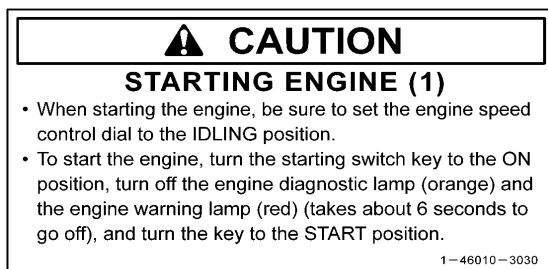 CAUTION
STARTING ENGINE (1)
• When starting the engine, be sure to set the engine speed
control dial to the IDLING position.
• To start the engine, turn the starting switch key to the ON
position, turn off the engine diagnostic lamp (orange) and
the engine warning lamp (red) (takes about 6 seconds to
go off), and turn the key to the START position.
1-46010-3030